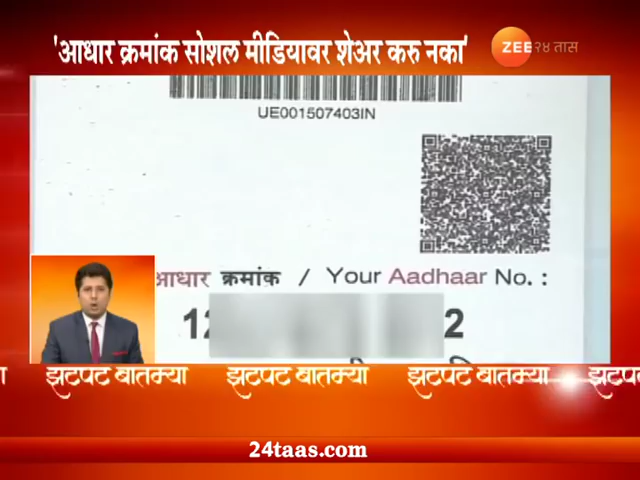 'आधार क्रमांक सोशल मीडियावर शेअर करु नका'
ZEE २४ तास
UE001507403IN
आधार क्रमांक / Your Aadhaar No. :
12
2
झटपट बातम्या झटपट बातम्या झटपट बातम्या
24taas.com